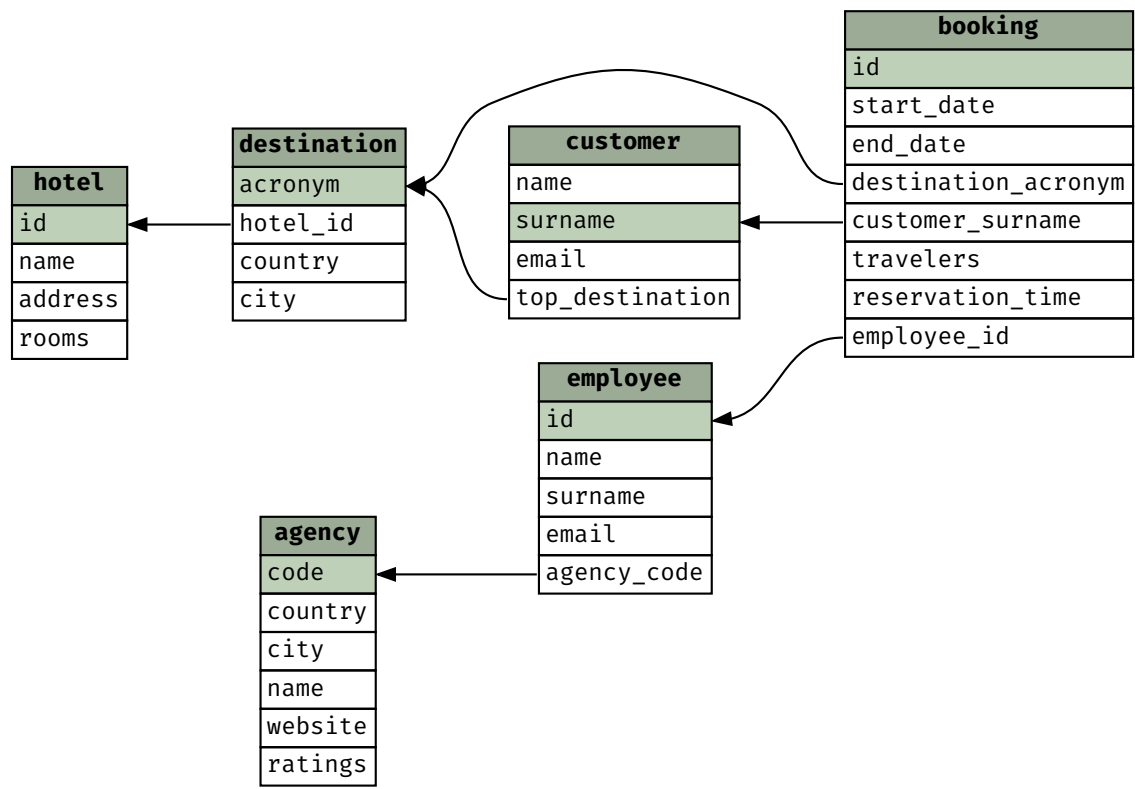 hotel
id
name
address
rooms
destination
acronym
hotel_id
country
city
customer
name
surname
email
top_destination
booking
id
start_date
end_date
destination_acronym
customer_surname
travelers
reservation_time
employee_id
employee
id
name
surname
email
agency_code
agency
code
country
city
name
website
ratings